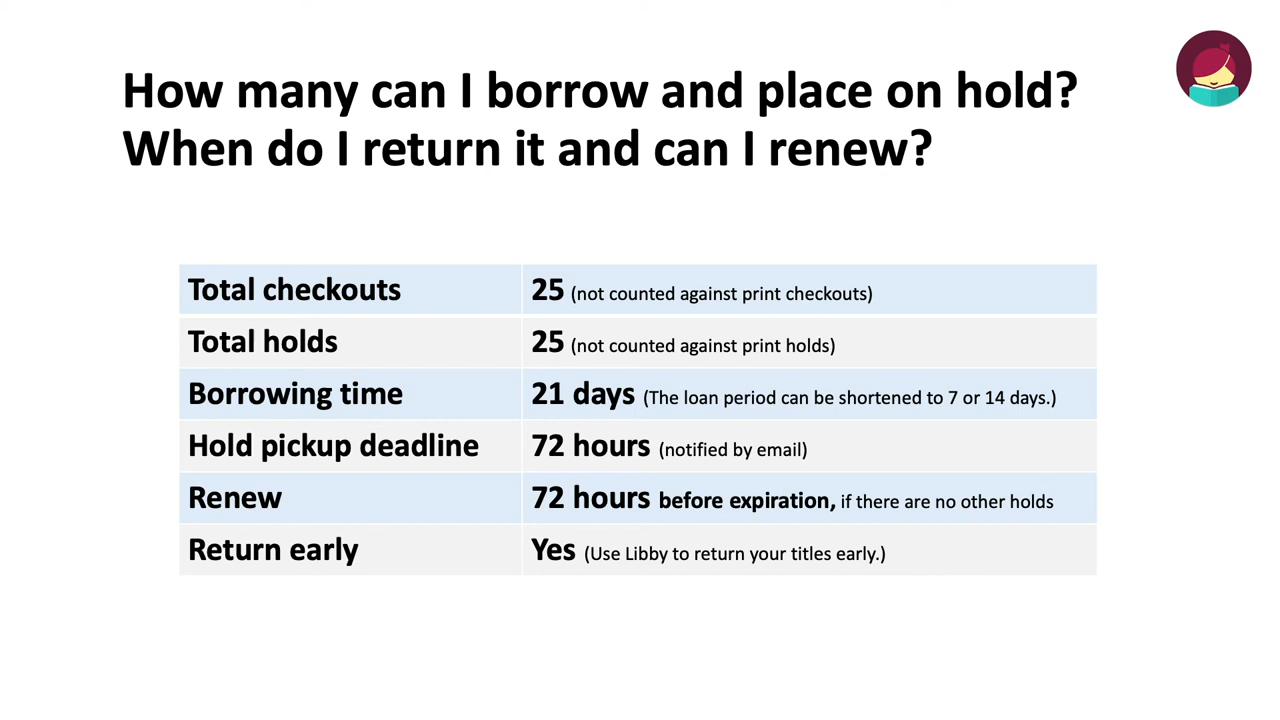 How many can I borrow and place on hold?
When do I return it and can I renew?
Total checkouts 25 (not counted against print checkouts)
Total holds 25 (not counted against print holds)
Borrowing time 21 days (The loan period can be shortened to 7 or 14 days.)
Hold pickup deadline 72 hours (notified by email)
Renew 72 hours before expiration, if there are no other holds
Return early Yes (Use Libby to return your titles early.)